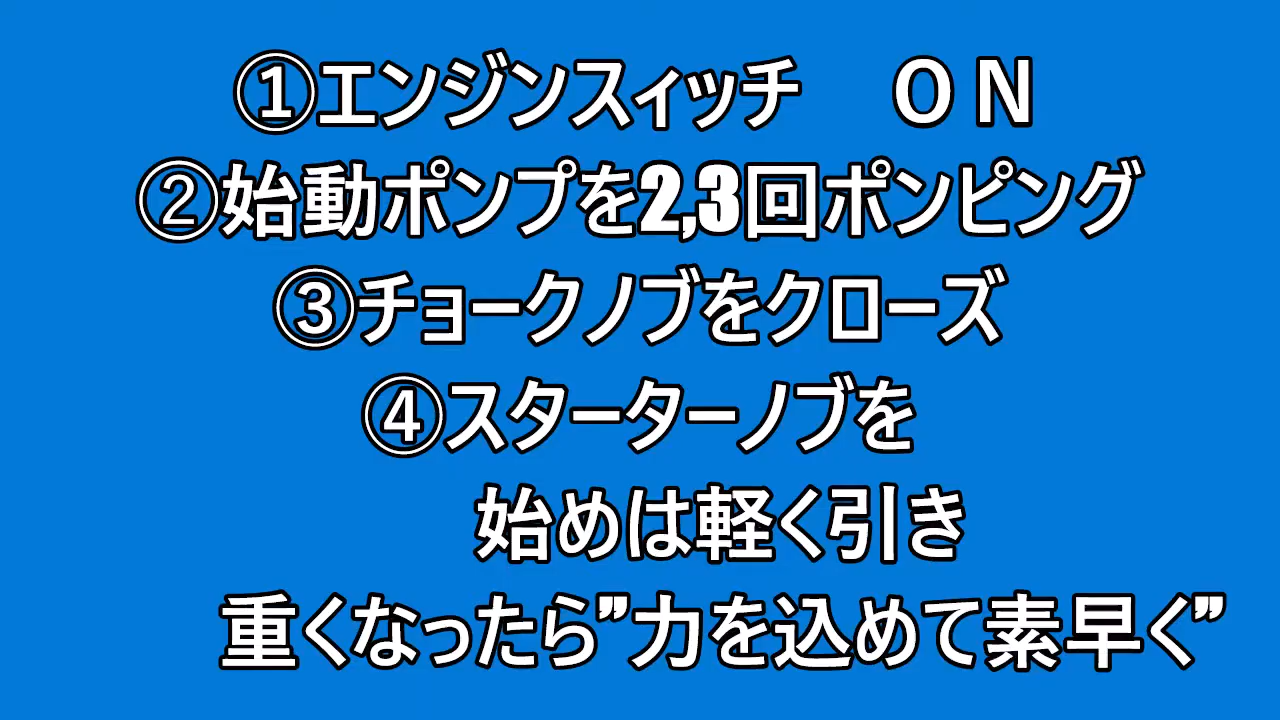 ①エンジンスィッチ　ＯＮ
②始動ポンプを2,3回ポンピング
③チョークノブをクローズ
④スターターノブを
始めは軽く引き
重くなったら”力を込めて素早く”